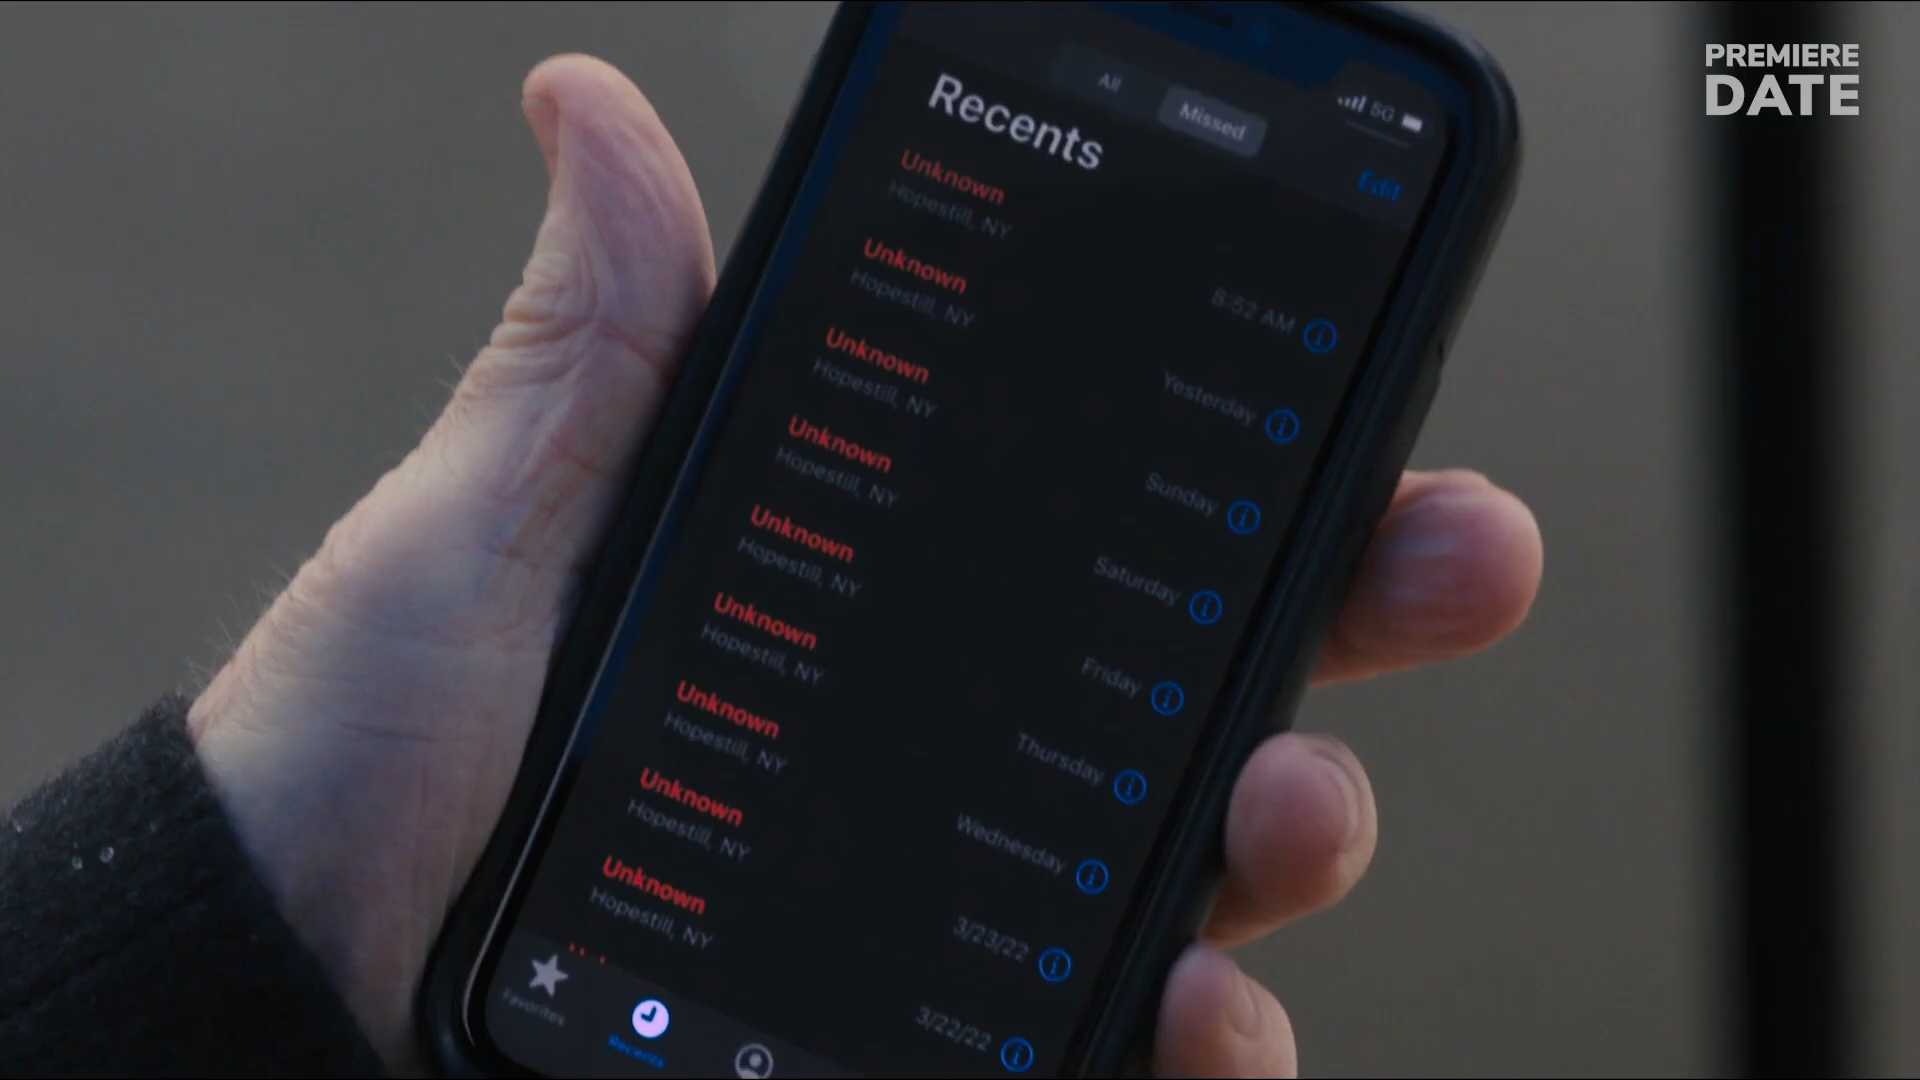 PREMIERE
DATE
All
Missed
5G
Recents
Edit
Unknown
Hopestill, NY
8:52 AM
Unknown
Hopestill, NY
Yesterday
Unknown
Hopestill, NY
Sunday
Unknown
Hopestill, NY
Saturday
Unknown
Hopestill, NY
Friday
Unknown
Hopestill, NY
Thursday
Unknown
Hopestill, NY
Wednesday
Unknown
Hopestill, NY
3/23/22
Unknown
Hopestill, NY
3/22/22
Favorites
Recents